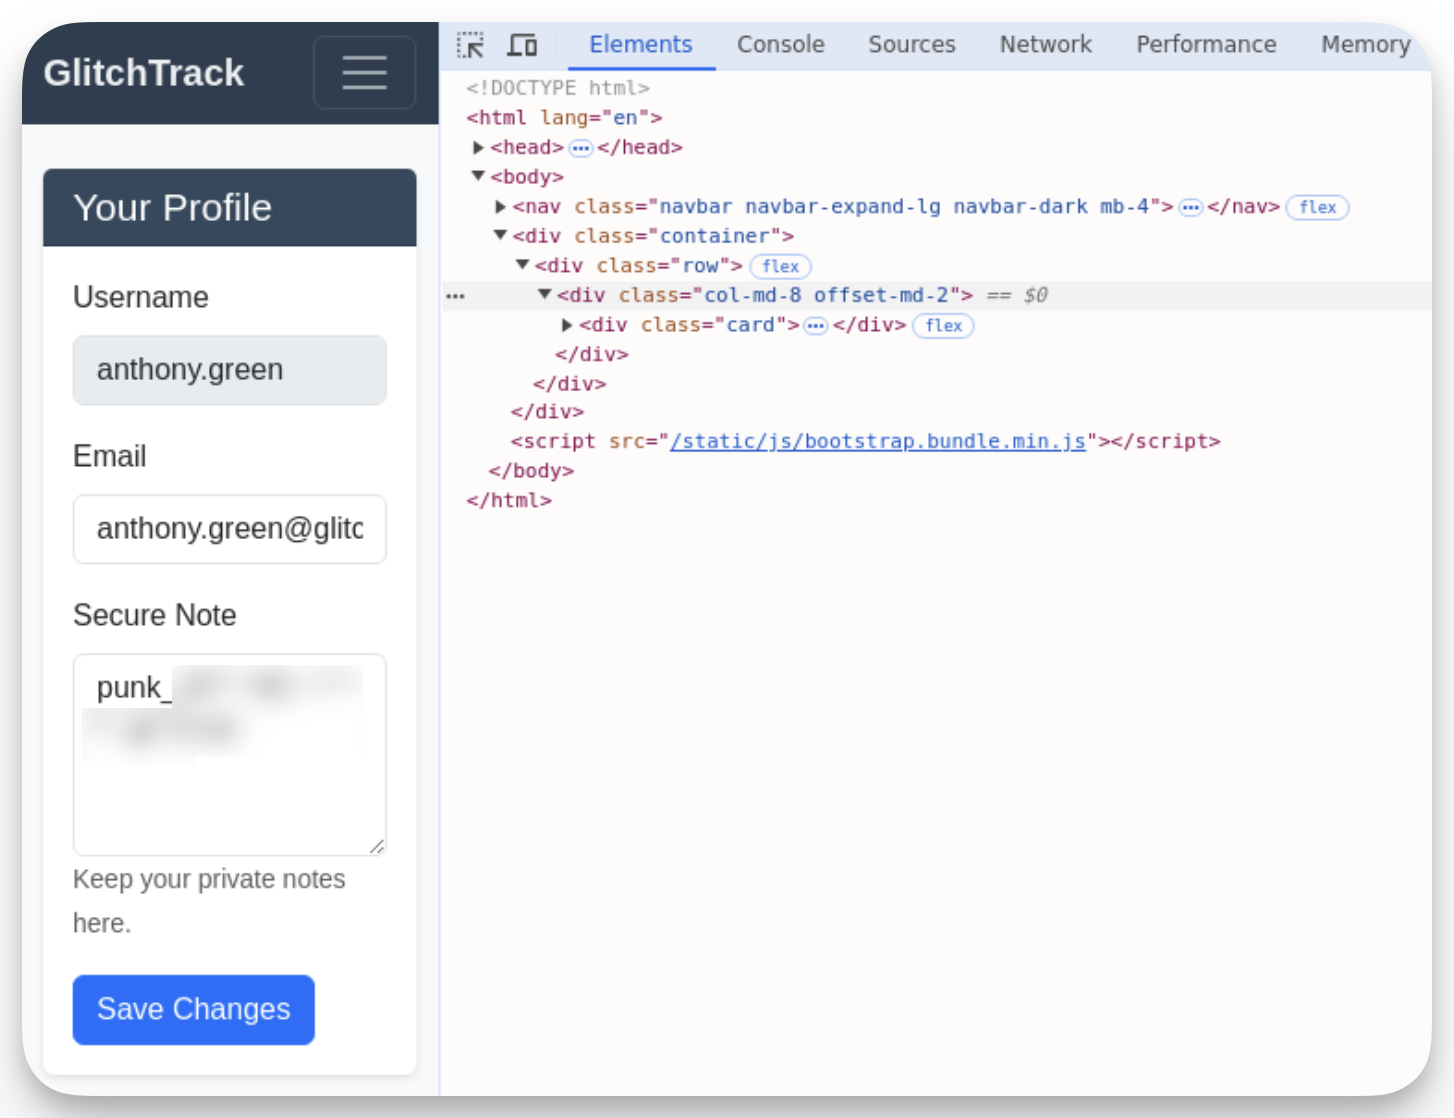 GlitchTrack
Your Profile
Username
anthony.green
Email
anthony.green@glitc
Secure Note
punk_
Keep your private notes
here.
Save Changes
Elements Console Sources Network Performance Memory
<!DOCTYPE html>
<html lang="en">
<head>…</head>
<body>
<nav class="navbar navbar-expand-lg navbar-dark mb-4">…</nav> flex
<div class="container">
<div class="row"> flex
… <div class="col-md-8 offset-md-2"> == $0
<div class="card">…</div> flex
</div>
</div>
</div>
<script src="/static/js/bootstrap.bundle.min.js"></script>
</body>
</html>